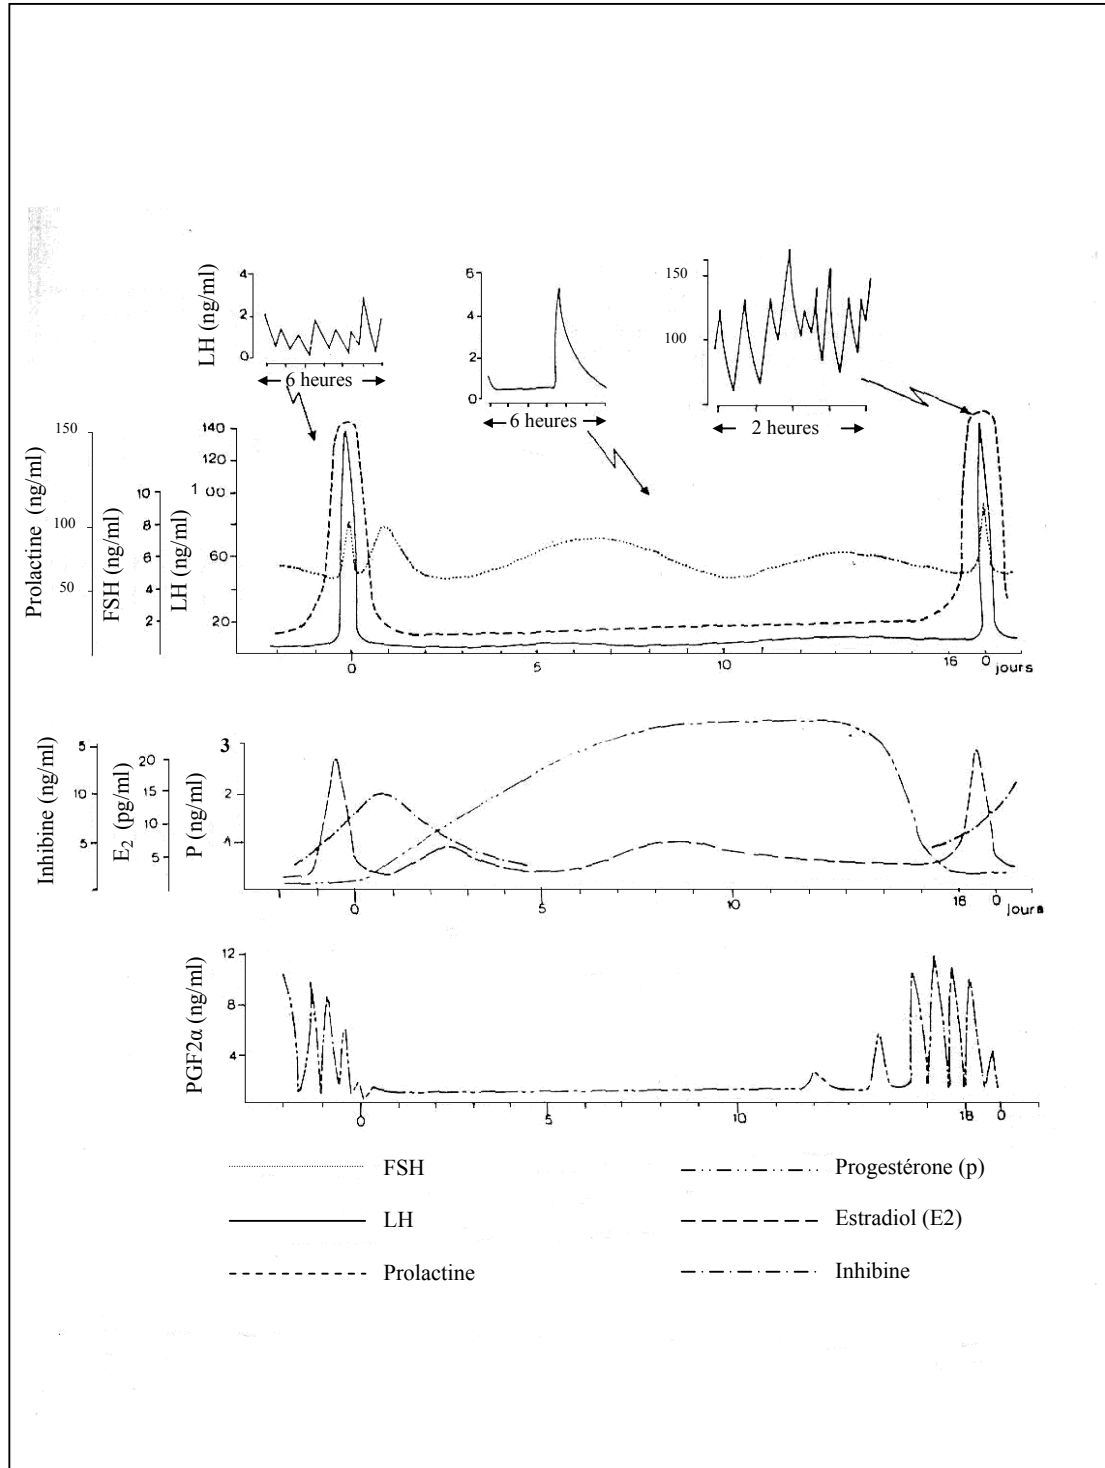 LH (ng/ml)
4
2
0
6 heures
6
4
2
0
6 heures
150
100
2 heures
Prolactine (ng/ml)
150
100
50
FSH (ng/ml)
10
8
6
4
2
LH (ng/ml)
140
120
1 00
60
20
0 5 10 16 0 jours
Inhibine (ng/ml)
5
10
5
E2 (pg/ml)
20
15
10
5
P (ng/ml)
3
2
1
0 5 10 16 0 jours
PGF2α (ng/ml)
12
8
4
0 5 10 16 0
FSH
LH
Prolactine
Progestérone (p)
Estradiol (E2)
Inhibine